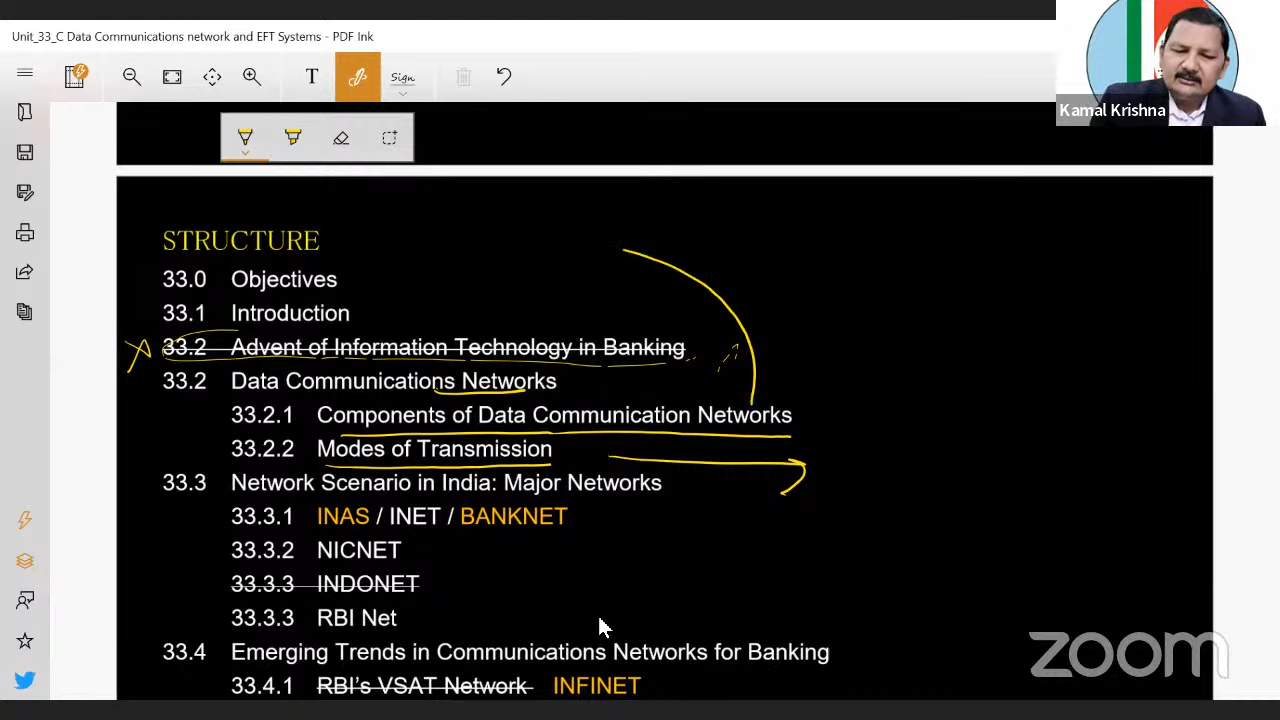 Unit_33_C Data Communications network and EFT Systems - PDF Ink
T
Sign
Kamal Krishna
STRUCTURE
33.0 Objectives
33.1 Introduction
33.2 Advent of Information Technology in Banking
33.2 Data Communications Networks
33.2.1 Components of Data Communication Networks
33.2.2 Modes of Transmission
33.3 Network Scenario in India: Major Networks
33.3.1 INAS / INET / BANKNET
33.3.2 NICNET
33.3.3 INDONET
33.3.3 RBI Net
33.4 Emerging Trends in Communications Networks for Banking
33.4.1 RBI's VSAT Network INFINET
zoom